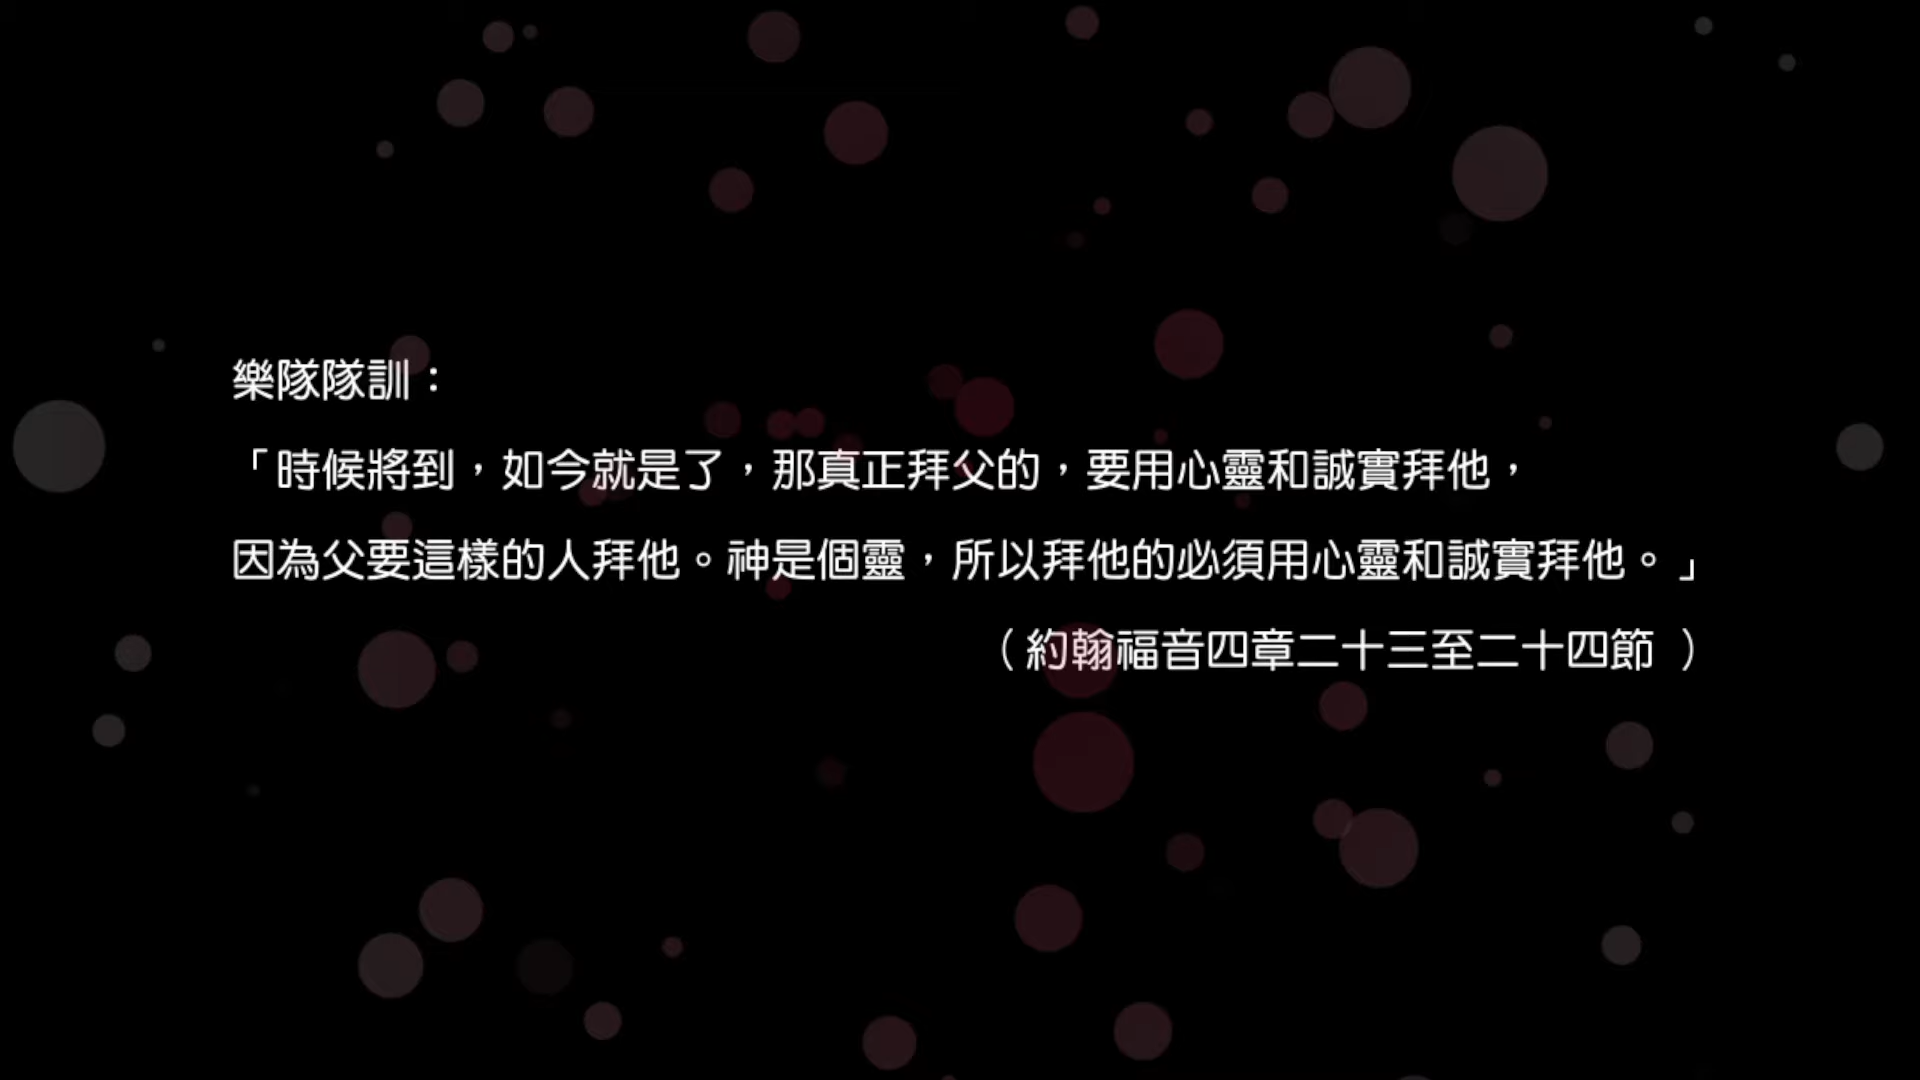 樂隊隊訓：
「時候將到，如今就是了，那真正拜父的，要用心靈和誠實拜他，
因為父要這樣的人拜他。神是個靈，所以拜他的必須用心靈和誠實拜他。」
（約翰福音四章二十三至二十四節 ）